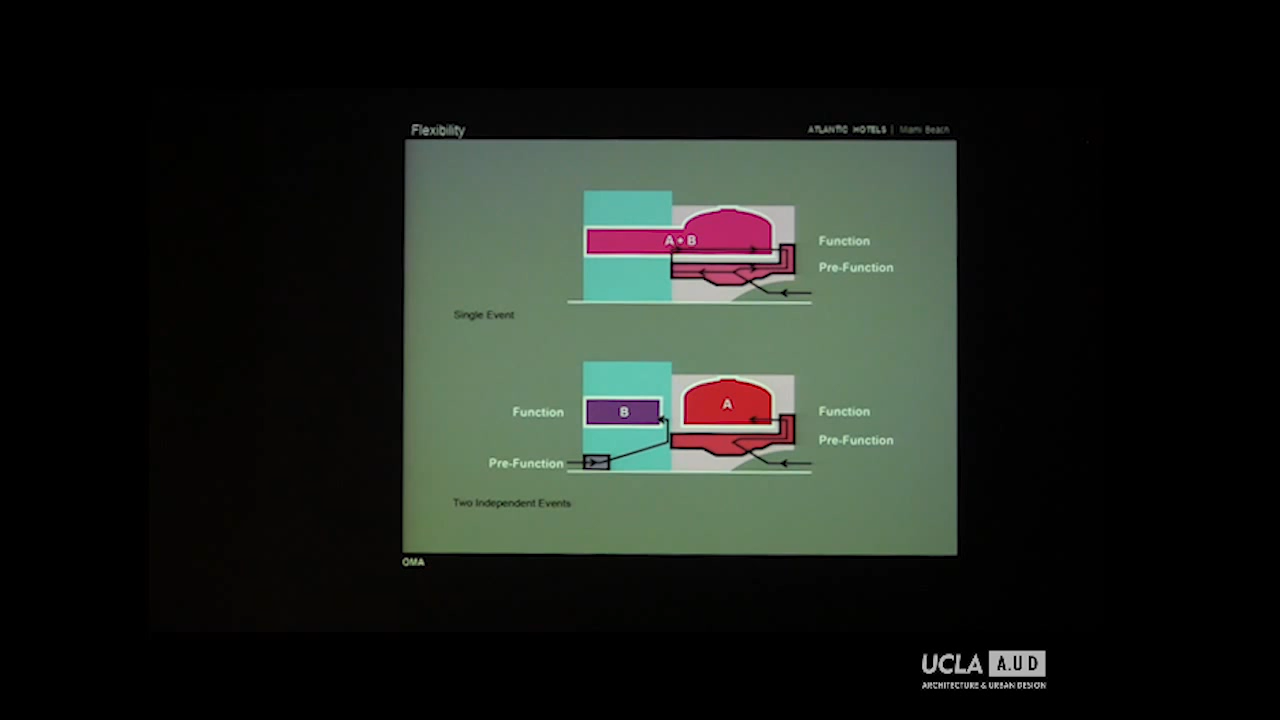 Flexibility
ATLANTIC HOTELS | Miami Beach
A + B
Function
Pre-Function
Single Event
Function
B
A
Function
Pre-Function
Pre-Function
Two Independent Events
OMA
UCLA A.UD
ARCHITECTURE & URBAN DESIGN